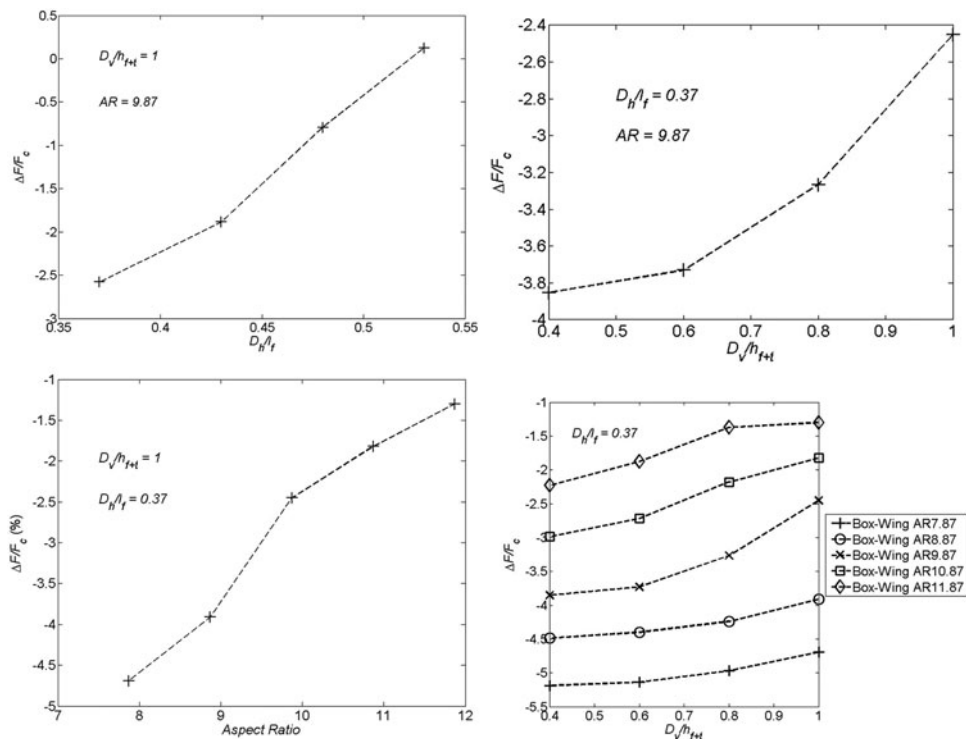 0.5
0
-0.5
-1
-1.5
-2
-2.5
-3
ΔF/F_c
D_v/h_{f+t} = 1
AR = 9.87
0.35 0.4 0.45 0.5 0.55
D_h/l_f
-2.4
-2.6
-2.8
-3
-3.2
-3.4
-3.6
-3.8
-4
ΔF/F_c
D_h/l_f = 0.37
AR = 9.87
0.4 0.5 0.6 0.7 0.8 0.9 1
D_v/h_{f+t}
-1
-1.5
-2
-2.5
-3
-3.5
-4
-4.5
-5
ΔF/F_c (%)
D_v/h_{f+t} = 1
D_h/l_f = 0.37
7 8 9 10 11 12
Aspect Ratio
-1
-1.5
-2
-2.5
-3
-3.5
-4
-4.5
-5
-5.5
ΔF/F_c
D_h/l_f = 0.37
0.4 0.5 0.6 0.7 0.8 0.9 1
D_v/h_{f+t}
Box-Wing AR7.87
Box-Wing AR8.87
Box-Wing AR9.87
Box-Wing AR10.87
Box-Wing AR11.87